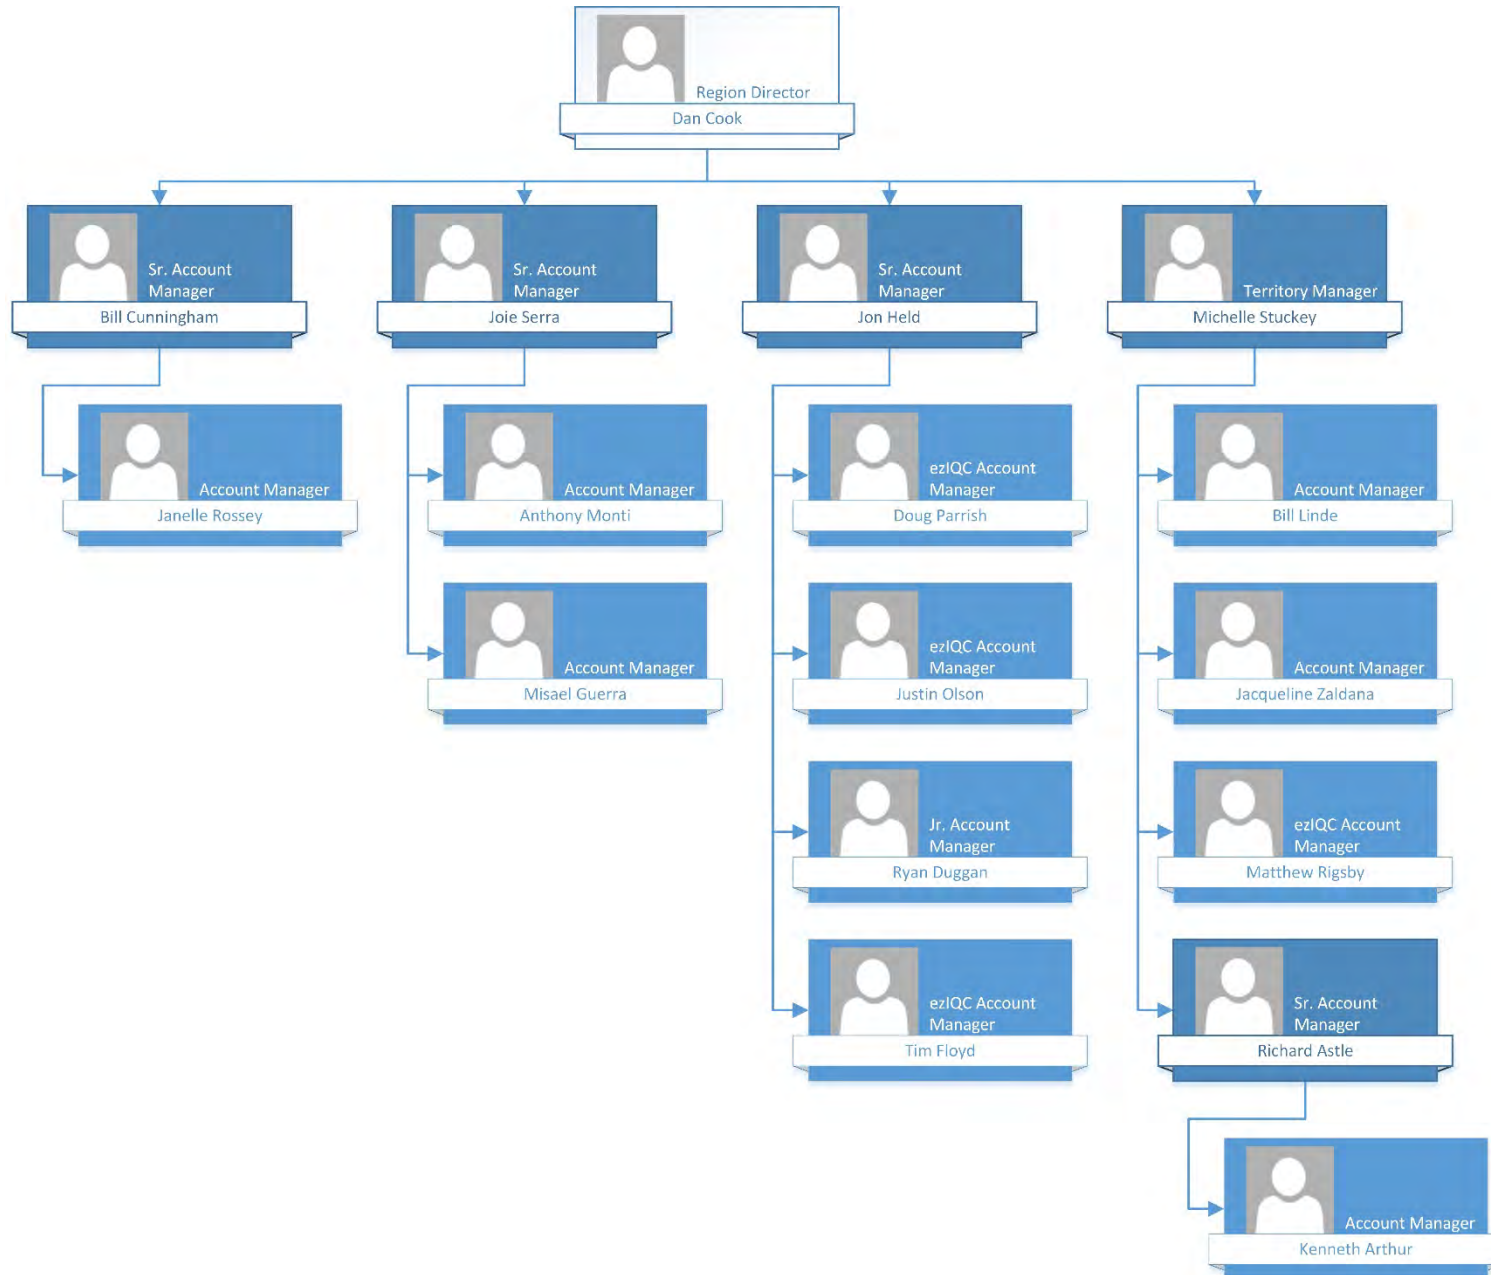 Region Director
Dan Cook
Sr. Account
Manager
Bill Cunningham
Sr. Account
Manager
Joie Serra
Sr. Account
Manager
Jon Held
Territory Manager
Michelle Stuckey
Account Manager
Janelle Rossey
Account Manager
Anthony Monti
ezIQC Account
Manager
Doug Parrish
Account Manager
Bill Linde
Account Manager
Misael Guerra
ezIQC Account
Manager
Justin Olson
Account Manager
Jacqueline Zaldana
Jr. Account
Manager
Ryan Duggan
ezIQC Account
Manager
Matthew Rigsby
ezIQC Account
Manager
Tim Floyd
Sr. Account
Manager
Richard Astle
Account Manager
Kenneth Arthur